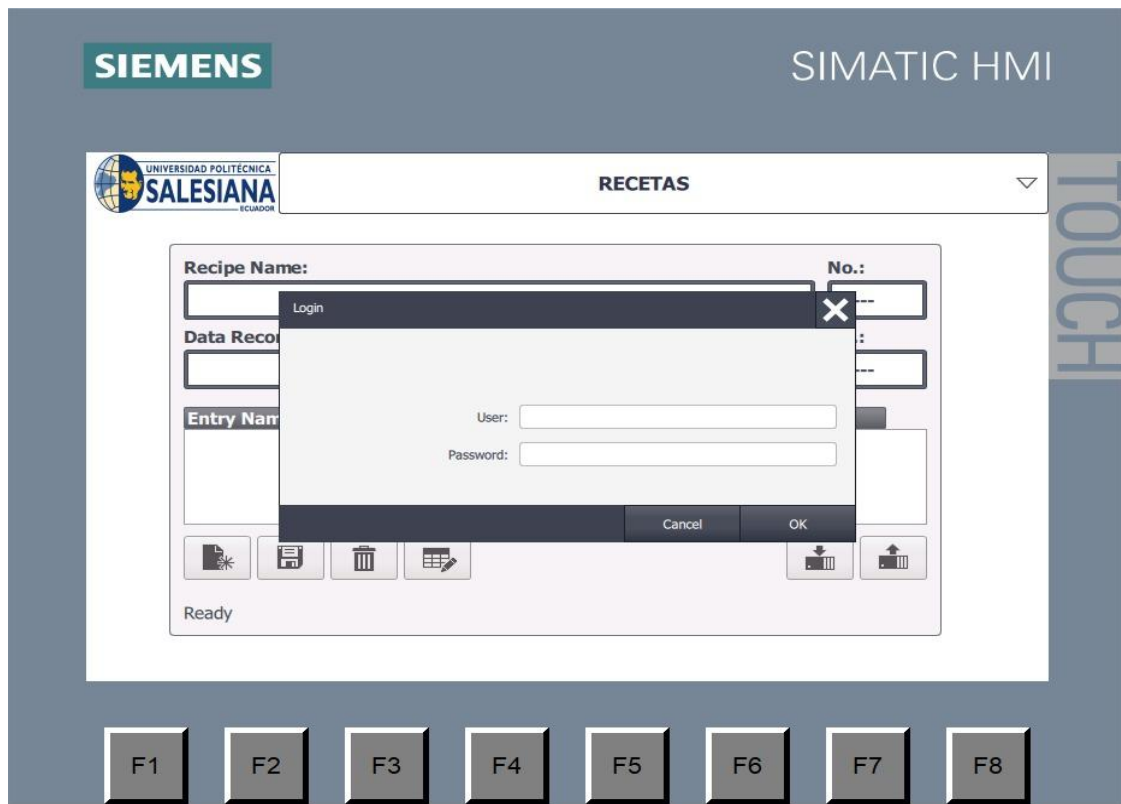 SIEMENS
SIMATIC HMI
TOUCH
UNIVERSIDAD POLITÉCNICA
SALESIANA
ECUADOR
RECETAS
Recipe Name:
No.:
Login
Data Recor
.:
Entry Nam
User:
Password:
Cancel
OK
Ready
F1
F2
F3
F4
F5
F6
F7
F8